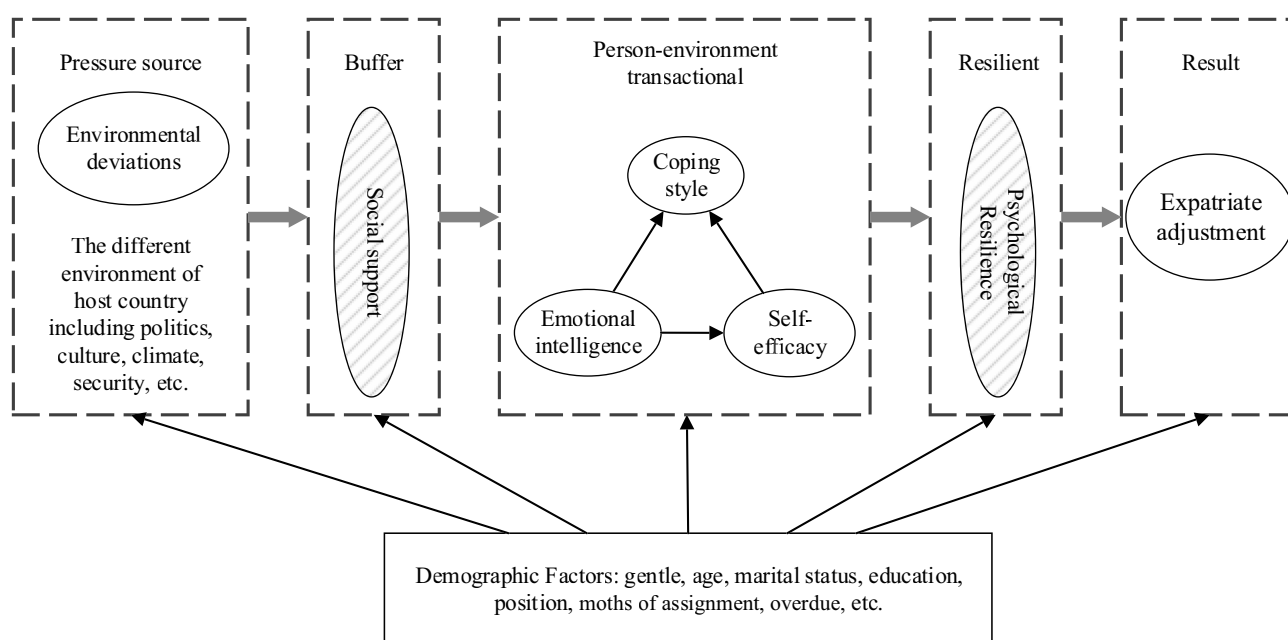 Pressure source
Environmental
deviations
The different
environment of
host country
including politics,
culture, climate,
security, etc.
Buffer
Social support
Person-environment
transactional
Coping
style
Emotional
intelligence
Self-
efficacy
Resilient
Psychological
Resilience
Result
Expatriate
adjustment
Demographic Factors: gentle, age, marital status, education,
position, moths of assignment, overdue, etc.